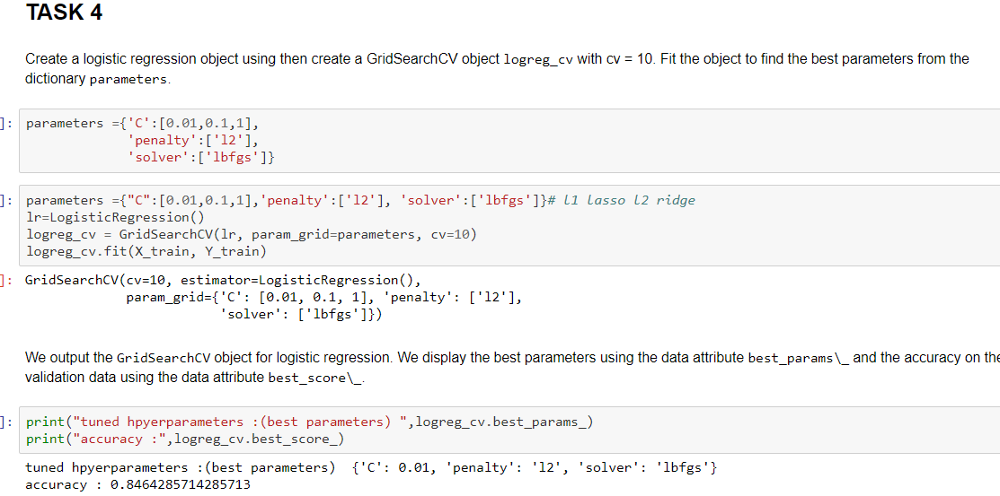 TASK 4
Create a logistic regression object using then create a GridSearchCV object logreg_cv with cv = 10. Fit the object to find the best parameters from the
dictionary parameters.
]: parameters ={'C':[0.01,0.1,1],
'penalty':['l2'],
'solver':['lbfgs']}
]: parameters ={"C":[0.01,0.1,1],'penalty':['l2'], 'solver':['lbfgs']}# l1 lasso l2 ridge
lr=LogisticRegression()
logreg_cv = GridSearchCV(lr, param_grid=parameters, cv=10)
logreg_cv.fit(X_train, Y_train)
]: GridSearchCV(cv=10, estimator=LogisticRegression(),
param_grid={'C': [0.01, 0.1, 1], 'penalty': ['l2'],
'solver': ['lbfgs']})
We output the GridSearchCV object for logistic regression. We display the best parameters using the data attribute best_params\_ and the accuracy on the
validation data using the data attribute best_score\_.
]: print("tuned hpyerparameters :(best parameters) ",logreg_cv.best_params_)
print("accuracy :",logreg_cv.best_score_)
tuned hpyerparameters :(best parameters)  {'C': 0.01, 'penalty': 'l2', 'solver': 'lbfgs'}
accuracy : 0.8464285714285713